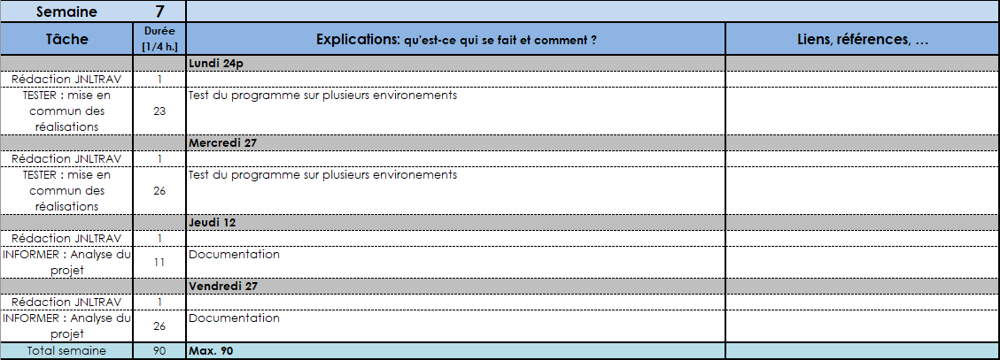 Semaine 7
Tâche Durée [1/4 h.] Explications: qu'est-ce qui se fait et comment ? Liens, références, …
Lundi 24p
Rédaction JNLTRAV 1
TESTER : mise en
commun des
réalisations
23
Test du programme sur plusieurs environements
Mercredi 27
Rédaction JNLTRAV 1
TESTER : mise en
commun des
réalisations
26
Test du programme sur plusieurs environements
Jeudi 12
Rédaction JNLTRAV 1
INFORMER : Analyse du
projet
11
Documentation
Vendredi 27
Rédaction JNLTRAV 1
INFORMER : Analyse du
projet
26
Documentation
Total semaine 90 Max. 90